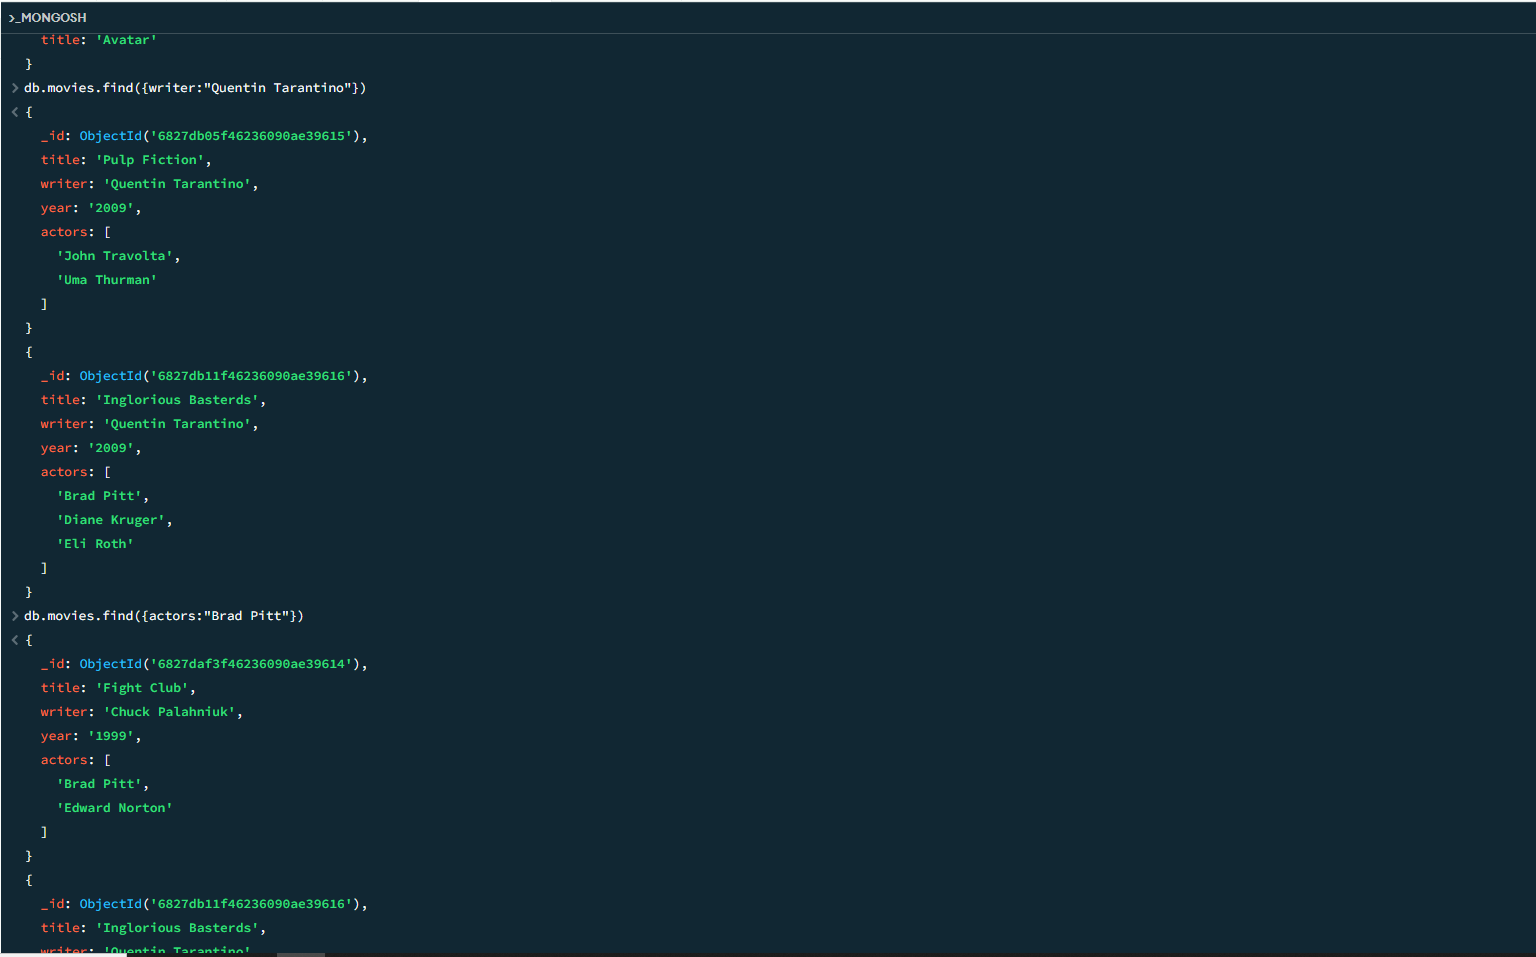 >_MONGOSH
title: 'Avatar'
}
> db.movies.find({writer:"Quentin Tarantino"})
< {
_id: ObjectId('6827db05f46236090ae39615'),
title: 'Pulp Fiction',
writer: 'Quentin Tarantino',
year: '2009',
actors: [
'John Travolta',
'Uma Thurman'
]
}
{
_id: ObjectId('6827db11f46236090ae39616'),
title: 'Inglorious Basterds',
writer: 'Quentin Tarantino',
year: '2009',
actors: [
'Brad Pitt',
'Diane Kruger',
'Eli Roth'
]
}
> db.movies.find({actors:"Brad Pitt"})
< {
_id: ObjectId('6827daf3f46236090ae39614'),
title: 'Fight Club',
writer: 'Chuck Palahniuk',
year: '1999',
actors: [
'Brad Pitt',
'Edward Norton'
]
}
{
_id: ObjectId('6827db11f46236090ae39616'),
title: 'Inglorious Basterds',
writer: 'Quentin Tarantino'